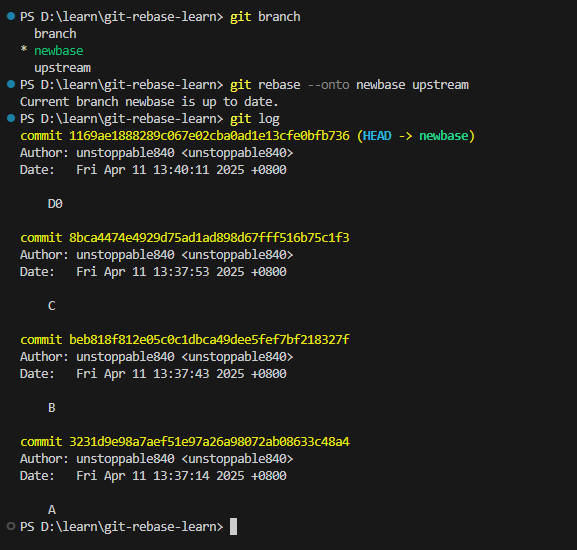 PS D:\learn\git-rebase-learn> git branch
branch
* newbase
upstream
PS D:\learn\git-rebase-learn> git rebase --onto newbase upstream
Current branch newbase is up to date.
PS D:\learn\git-rebase-learn> git log
commit 1169ae1888289c067e02cba0ad1e13cfe0bfb736 (HEAD -> newbase)
Author: unstoppable840 <unstoppable840>
Date:   Fri Apr 11 13:40:11 2025 +0800
D0
commit 8bca4474e4929d75ad1ad898d67fff516b75c1f3
Author: unstoppable840 <unstoppable840>
Date:   Fri Apr 11 13:37:53 2025 +0800
C
commit beb818f812e05c0c1dbca49dee5fef7bf218327f
Author: unstoppable840 <unstoppable840>
Date:   Fri Apr 11 13:37:43 2025 +0800
B
commit 3231d9e98a7aef51e97a26a98072ab08633c48a4
Author: unstoppable840 <unstoppable840>
Date:   Fri Apr 11 13:37:14 2025 +0800
A
PS D:\learn\git-rebase-learn>